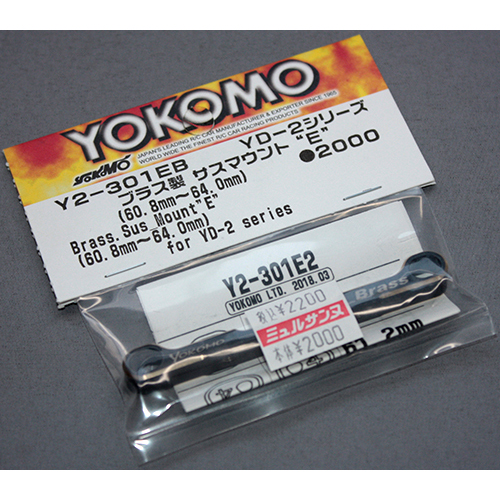 YOKOMO
JAPAN'S LEADING R/C CAR MANUFACTURER & EXPORTER SINCE 1965
WORLD WIDE THE FINEST R/C CAR RACING PRODUCTS
YOKOMO
Y2-301EB YD-2シリーズ
ブラス製 サスマウント "E"
(60.8mm〜64.0mm) ●2000
Brass.Sus Mount"E"
(60.8mm〜64.0mm)
for YD-2 series
Y2-301E2
YOKOMO LTD. 2018.03
税込¥2200
ミュルサンヌ
本体¥2000
YOKOMO
Brass
61.2mm